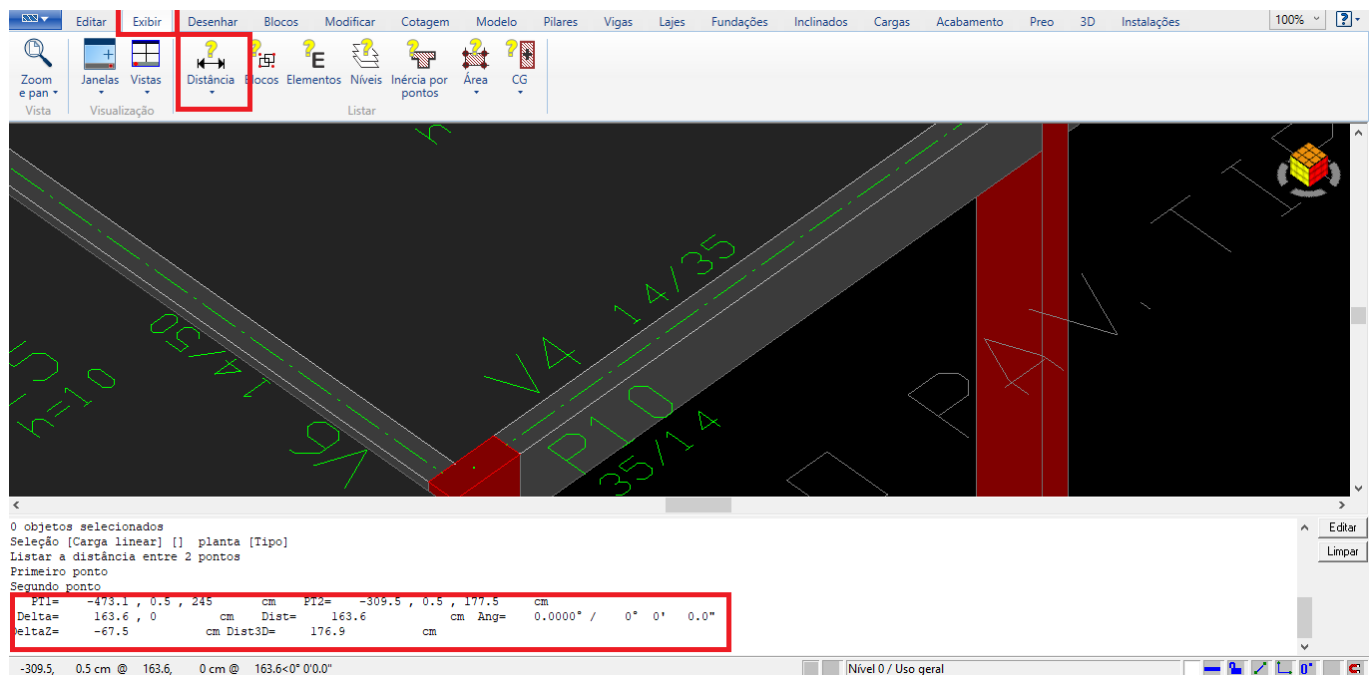 Editar Exibir Desenhar Blocos Modificar Cotagem Modelo Pilares Vigas Lajes Fundações Inclinados Cargas Acabamento Preo 3D Instalações 100%
Zoom e pan
Janelas
Vistas
Distância
Blocos
Elementos
Níveis
Inércia por pontos
Área
CG
Vista Visualização Listar
h
V4 14/35
P10
35/14
14/50
V9
h=10
PAV. TIP
0 objetos selecionados
Seleção [Carga linear] [] planta [Tipo]
Listar a distância entre 2 pontos
Primeiro ponto
Segundo ponto
PT1= -473.1 , 0.5 , 245 cm PT2= -309.5 , 0.5 , 177.5 cm
Delta= 163.6 , 0 cm Dist= 163.6 cm Ang= 0.0000° / 0° 0' 0.0"
DeltaZ= -67.5 cm Dist3D= 176.9 cm
Editar
Limpar
-309.5, 0.5 cm @ 163.6, 0 cm @ 163.6<0° 0'0.0" Nível 0 / Uso geral